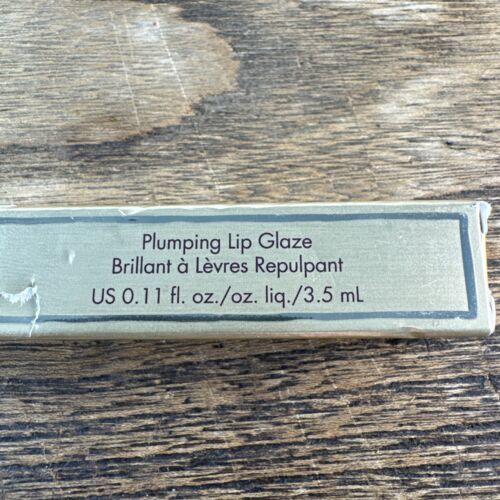 Plumping Lip Glaze
Brillant à Lèvres Repulpant
US 0.11 fl. oz./oz. liq./3.5 mL